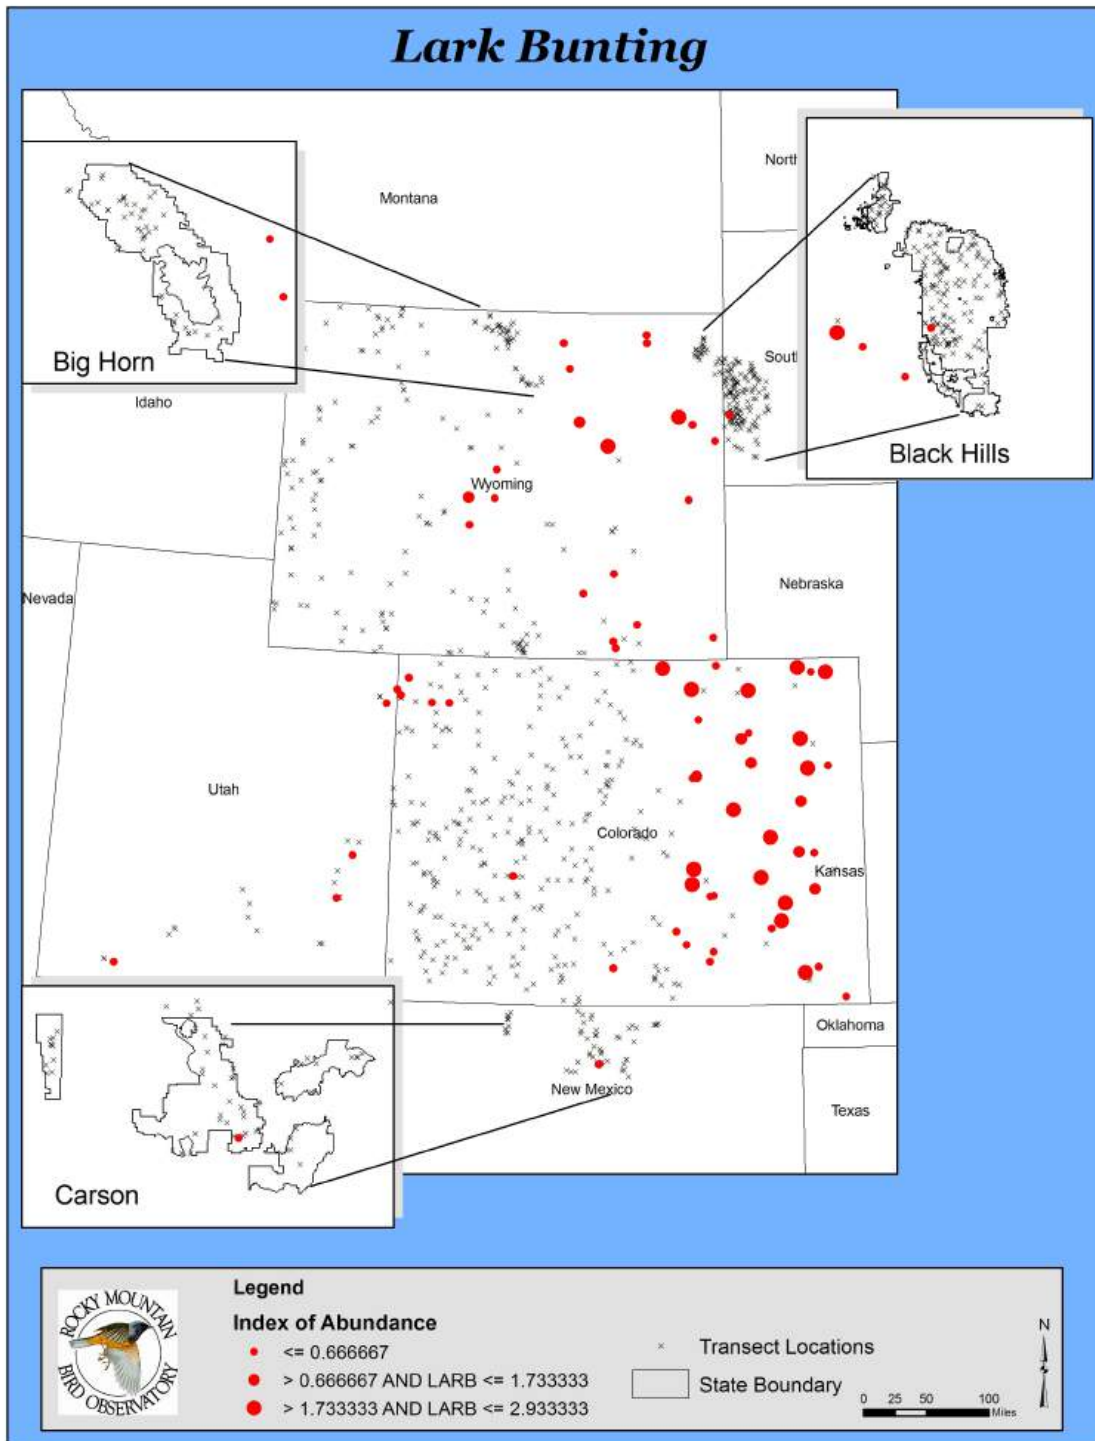 Lark Bunting
Montana
North
Big Horn
Idaho
South
Black Hills
Wyoming
Nevada
Nebraska
Utah
Colorado
Kansas
Oklahoma
New Mexico
Texas
Carson
Legend
Index of Abundance
<= 0.666667
> 0.666667 AND LARB <= 1.733333
> 1.733333 AND LARB <= 2.933333
Transect Locations
State Boundary
N
0 25 50 100
Miles
ROCKY MOUNTAIN
BIRD OBSERVATORY